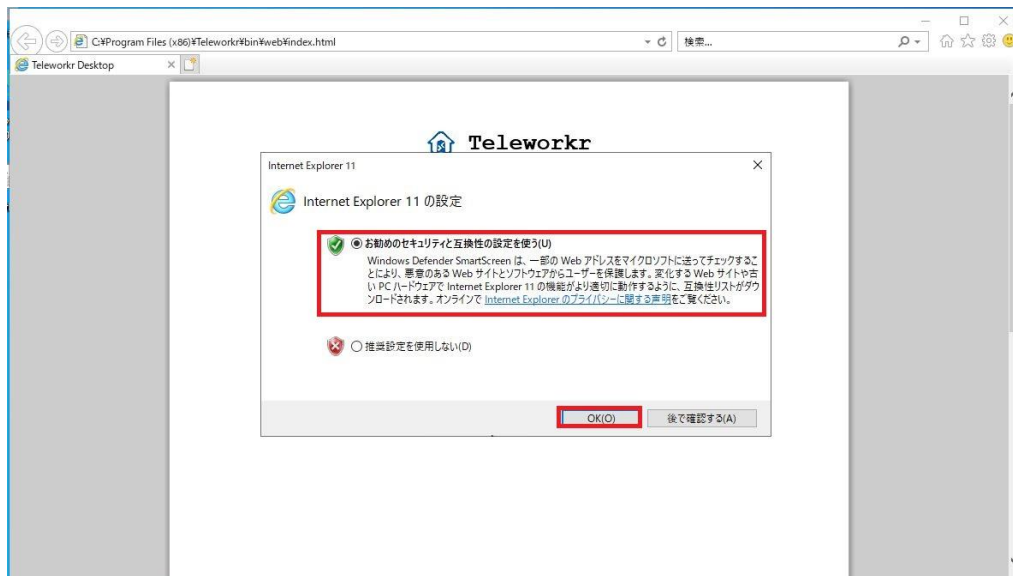 C:¥Program Files (x86)¥Teleworkr¥bin¥web¥index.html
検索...
Teleworkr Desktop
Teleworkr
Internet Explorer 11
Internet Explorer 11 の設定
お勧めのセキュリティと互換性の設定を使う(U)
Windows Defender SmartScreen は、一部の Web アドレスをマイクロソフトに送ってチェックするこ
とにより、悪意のある Web サイトとソフトウェアからユーザーを保護します。変化する Web サイトや古
い PC ハードウェアで Internet Explorer 11 の機能がより適切に動作するように、互換性リストがダウ
ンロードされます。オンラインで Internet Explorer のプライバシーに関する声明をご覧ください。
推奨設定を使用しない(D)
OK(O)
後で確認する(A)